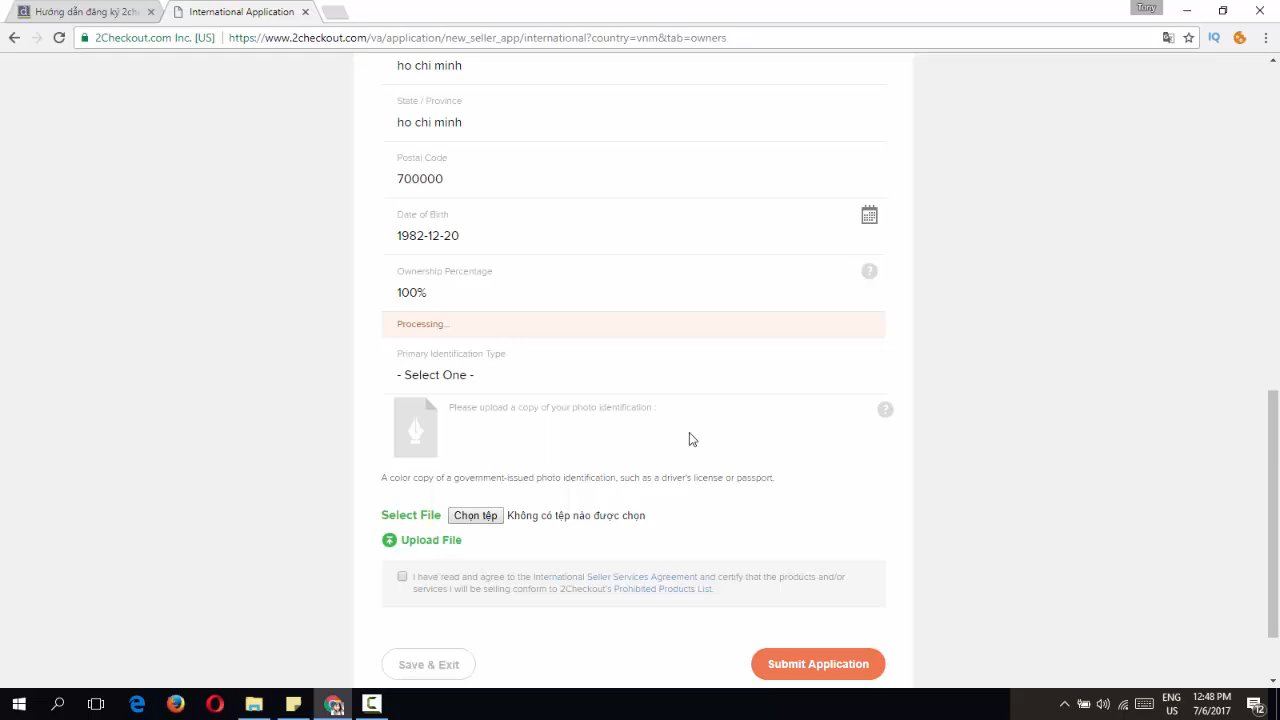 Hướng dẫn đăng ký 2che
International Application
Tony
2Checkout.com Inc. [US]
https://www.2checkout.com/va/application/new_seller_app/international?country=vnm&tab=owners
IQ
ho chi minh
State / Province
ho chi minh
Postal Code
700000
Date of Birth
1982-12-20
Ownership Percentage
?
100%
Processing...
Primary Identification Type
- Select One -
Please upload a copy of your photo identification :
?
A color copy of a government-issued photo identification, such as a driver's license or passport.
Select File Chọn tệp Không có tệp nào được chọn
Upload File
I have read and agree to the International Seller Services Agreement and certify that the products and/or
services I will be selling conform to 2Checkout's Prohibited Products List.
Save & Exit
Submit Application
ENG
US
12:48 PM
7/6/2017
12